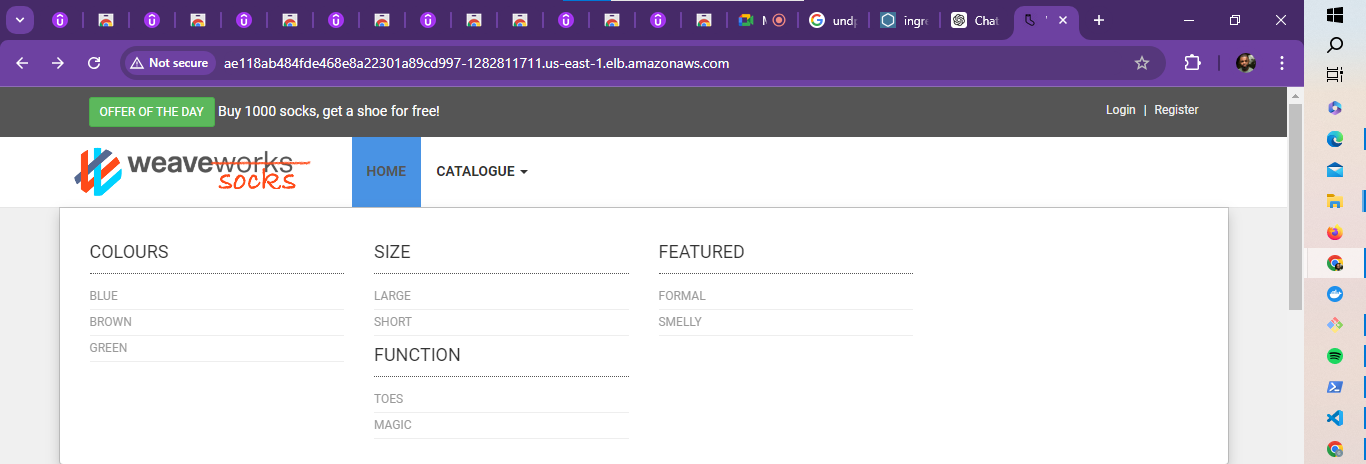 M
undp
ingre
Chat
Not secure
ae118ab484fde468e8a22301a89cd997-1282811711.us-east-1.elb.amazonaws.com
OFFER OF THE DAY Buy 1000 socks, get a shoe for free!
Login | Register
weaveworks
socks
HOME
CATALOGUE
COLOURS
BLUE
BROWN
GREEN
SIZE
LARGE
SHORT
FUNCTION
TOES
MAGIC
FEATURED
FORMAL
SMELLY